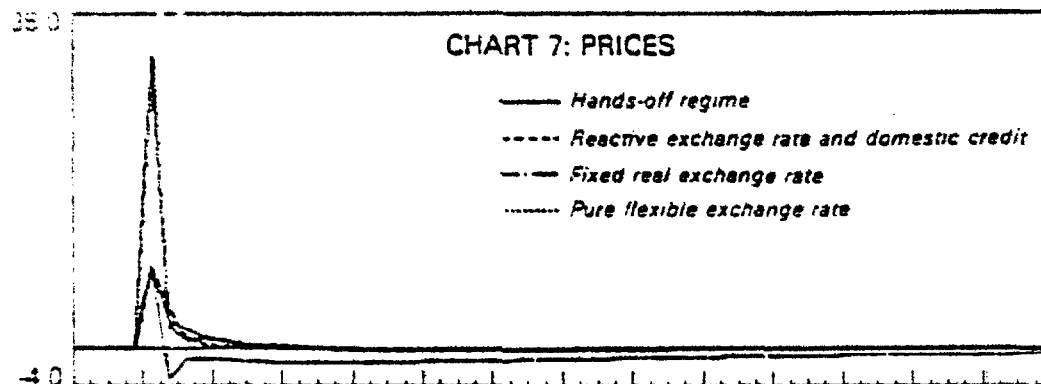 38.0
CHART 7: PRICES
Hands-off regime
Reactive exchange rate and domestic credit
Fixed real exchange rate
Pure flexible exchange rate
-4.0